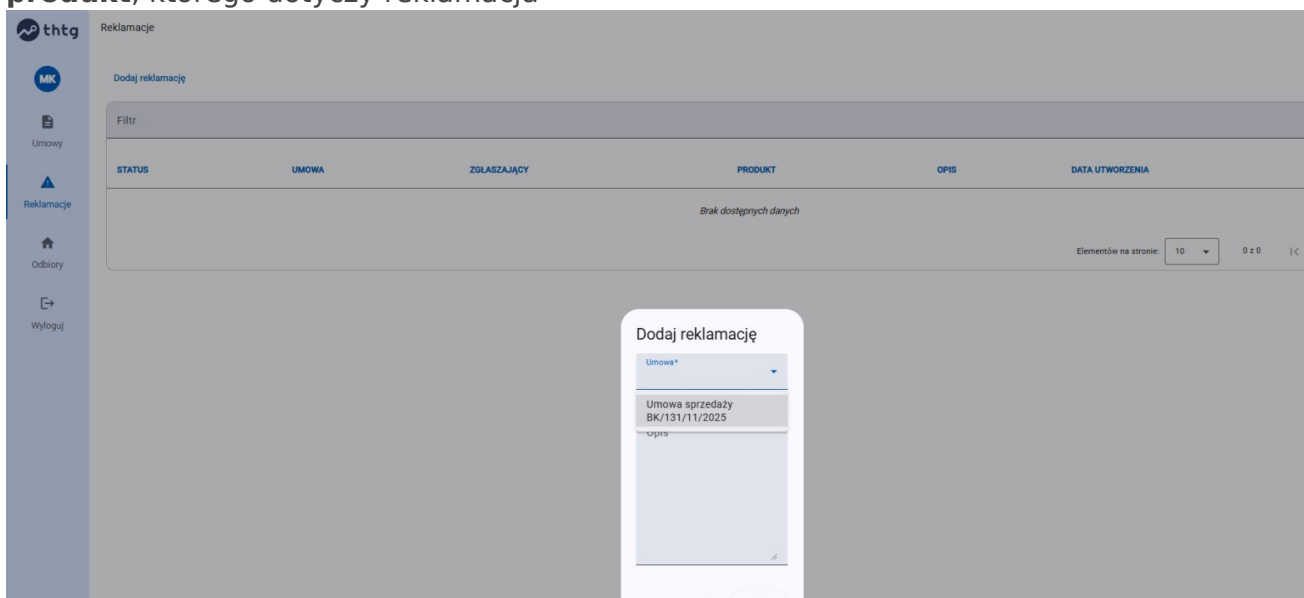 produkt, którego dotyczy reklamacja
thtg
Reklamacje
MK
Dodaj reklamację
Umowy
Filtr
STATUS UMOWA ZGŁASZAJĄCY PRODUKT OPIS DATA UTWORZENIA
Reklamacje
Brak dostępnych danych
Odbiory
Elementów na stronie: 10 0 z 0
Wyloguj
Dodaj reklamację
Umowa*
Umowa sprzedaży
BK/131/11/2025
Opis